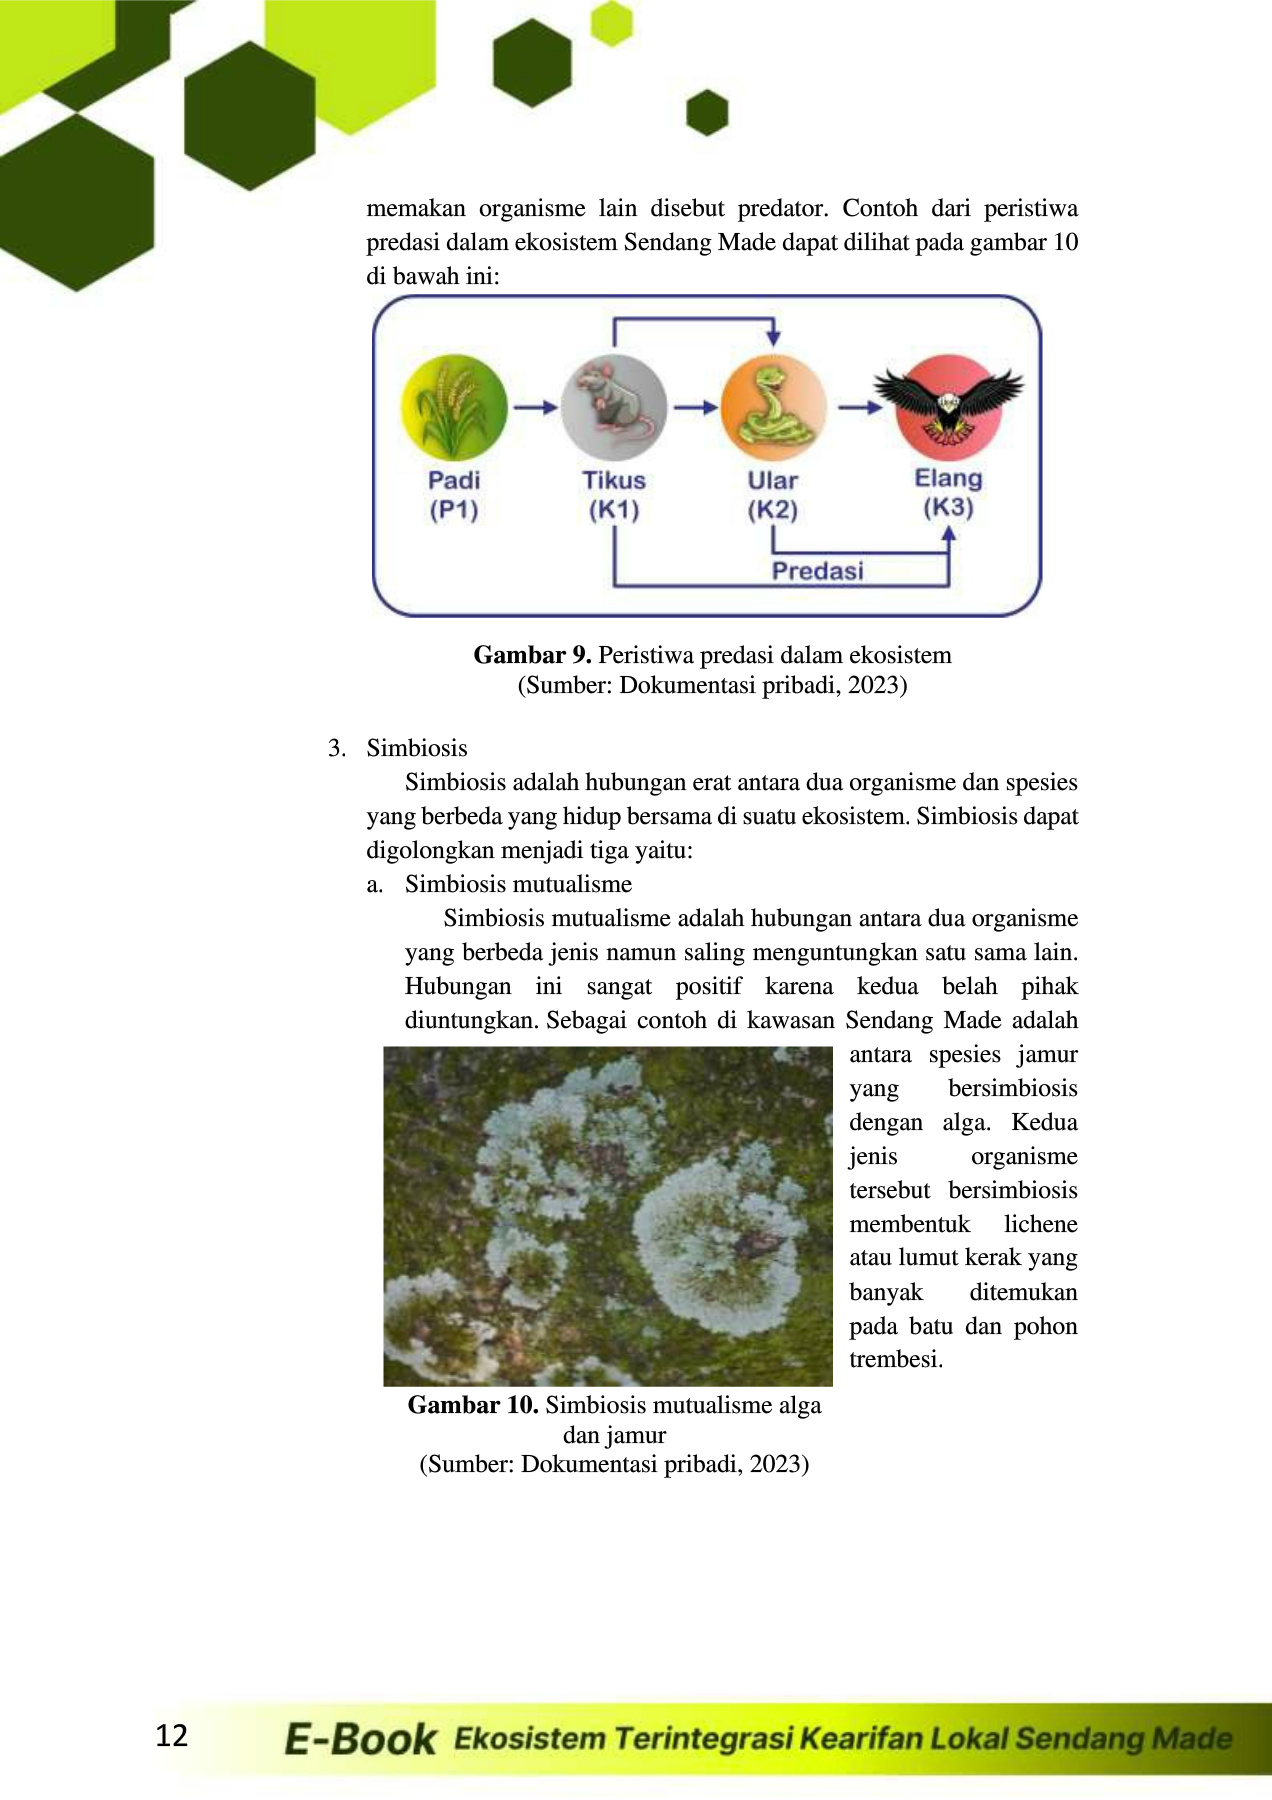 memakan organisme lain disebut predator. Contoh dari peristiwa
predasi dalam ekosistem Sendang Made dapat dilihat pada gambar 10
di bawah ini:
Padi
(P1)
Tikus
(K1)
Ular
(K2)
Elang
(K3)
Predasi
Gambar 9. Peristiwa predasi dalam ekosistem
(Sumber: Dokumentasi pribadi, 2023)
3. Simbiosis
Simbiosis adalah hubungan erat antara dua organisme dan spesies
yang berbeda yang hidup bersama di suatu ekosistem. Simbiosis dapat
digolongkan menjadi tiga yaitu:
a. Simbiosis mutualisme
Simbiosis mutualisme adalah hubungan antara dua organisme
yang berbeda jenis namun saling menguntungkan satu sama lain.
Hubungan ini sangat positif karena kedua belah pihak
diuntungkan. Sebagai contoh di kawasan Sendang Made adalah
antara spesies jamur
yang bersimbiosis
dengan alga. Kedua
jenis organisme
tersebut bersimbiosis
membentuk lichene
atau lumut kerak yang
banyak ditemukan
pada batu dan pohon
trembesi.
Gambar 10. Simbiosis mutualisme alga
dan jamur
(Sumber: Dokumentasi pribadi, 2023)
12 E-Book Ekosistem Terintegrasi Kearifan Lokal Sendang Made